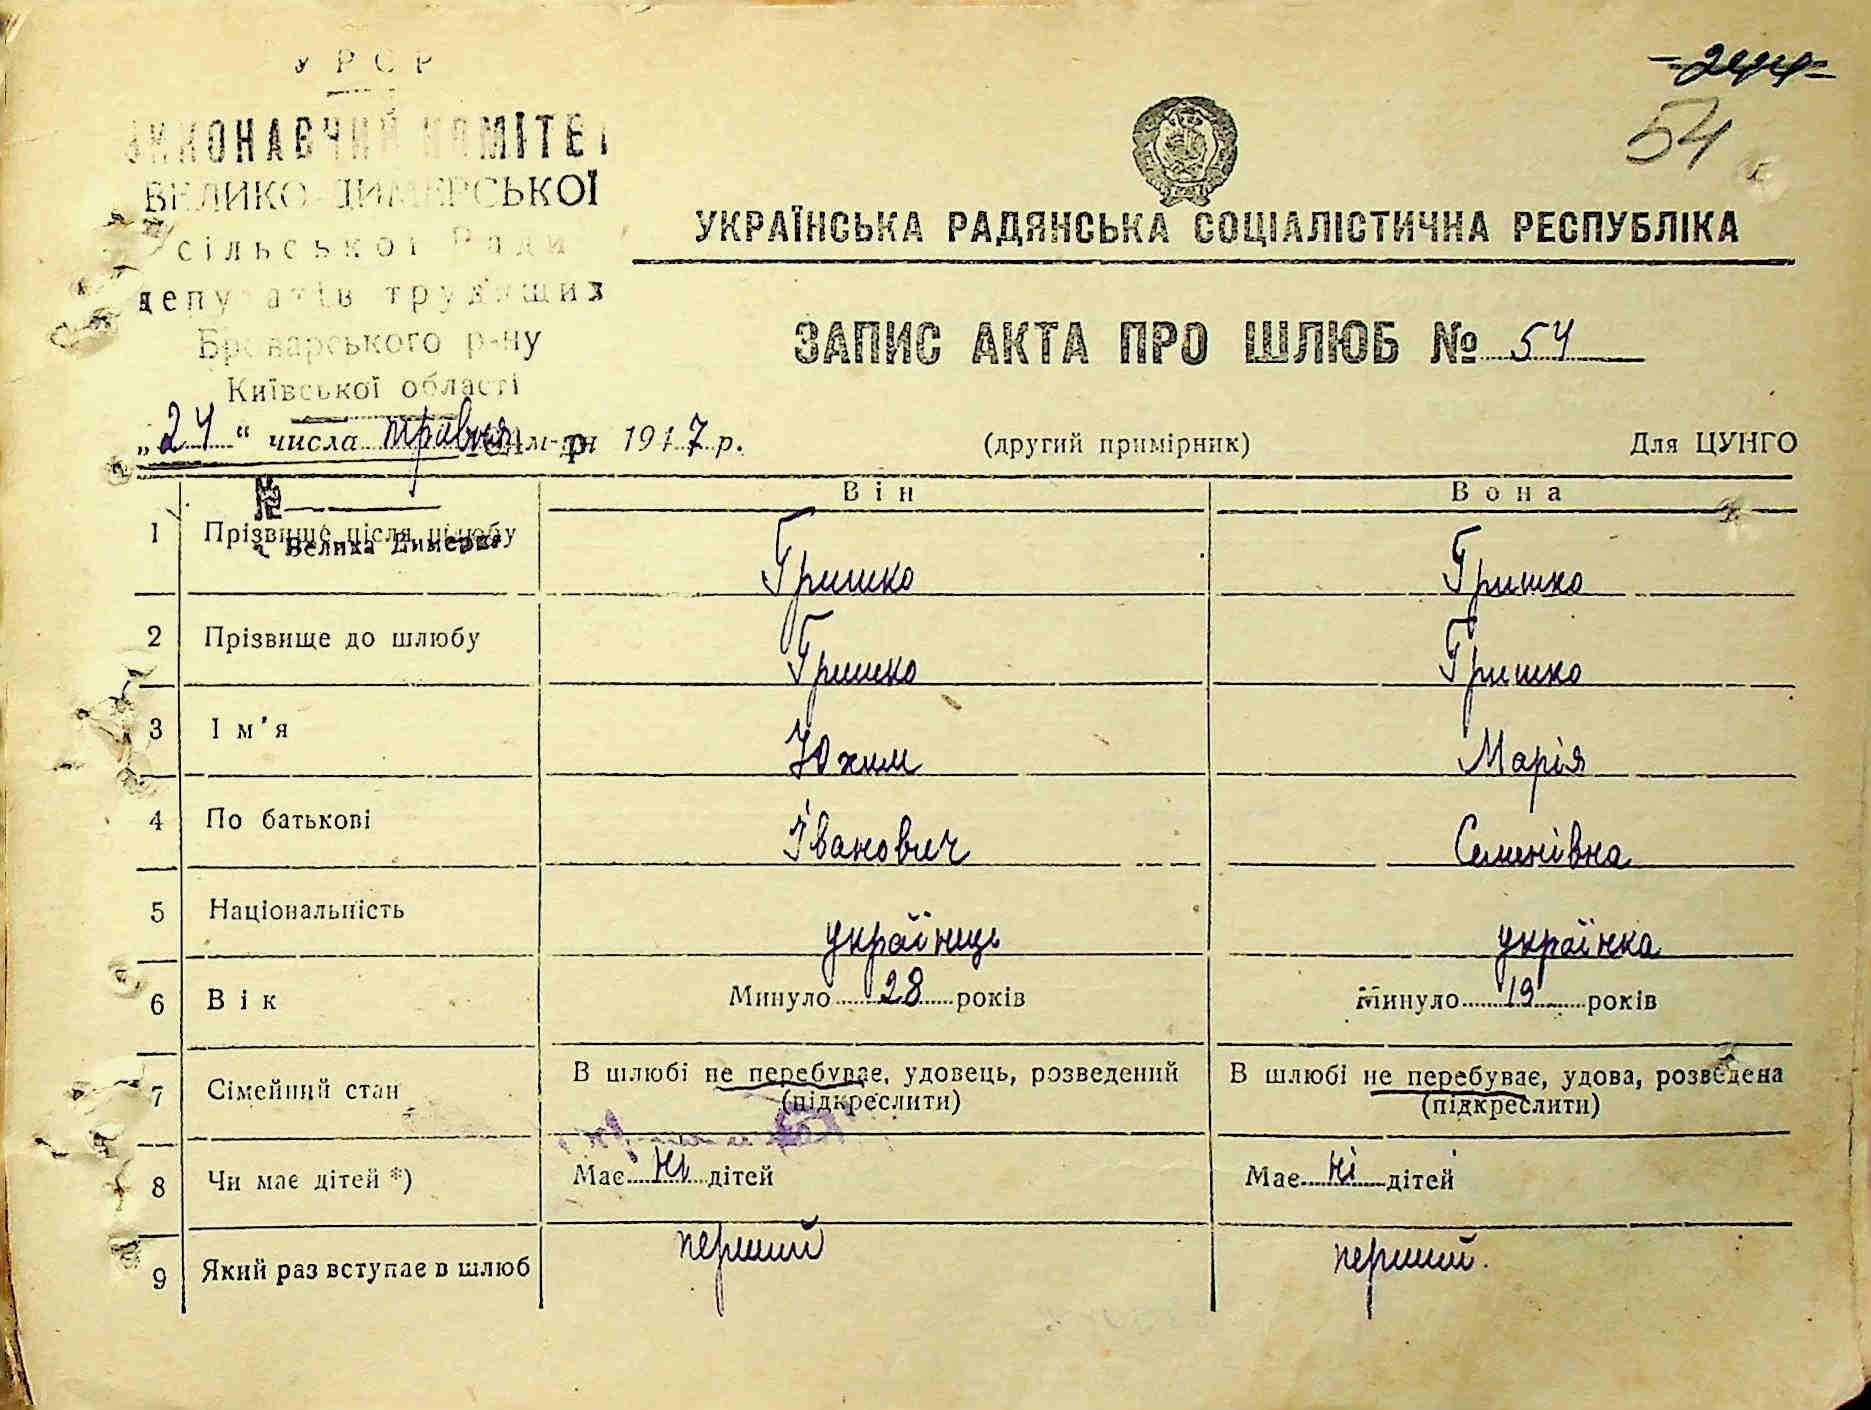 У Р С Р
ВИКОНАВЧИЙ КОМІТЕТ
ВЕЛИКО-ДИМЕРСЬКОЇ
сільської Ради
депутатів трудящих
Броварського р-ну
Київської області
244
54
УКРАЇНСЬКА РАДЯНСЬКА СОЦІАЛІСТИЧНА РЕСПУБЛІКА
ЗАПИС АКТА ПРО ШЛЮБ № 54
„24“ числа травня м-ця 1947 р. (другий примірник) Для ЦУНГО
№
Він Вона
1 Прізвище після шлюбу Гришко Гришко
с Велика Димерка
2 Прізвище до шлюбу Гришко Гришко
3 Ім'я Юхим Марія
4 По батькові Іванович Семенівна
5 Національність українець українка
6 Вік Минуло 28 років Минуло 19 років
7 Сімейний стан В шлюбі не перебуває, удовець, розведений В шлюбі не перебуває, удова, розведена
(підкреслити) (підкреслити)
8 Чи має дітей *) Має ні дітей Має ні дітей
9 Який раз вступає в шлюб перший перший.